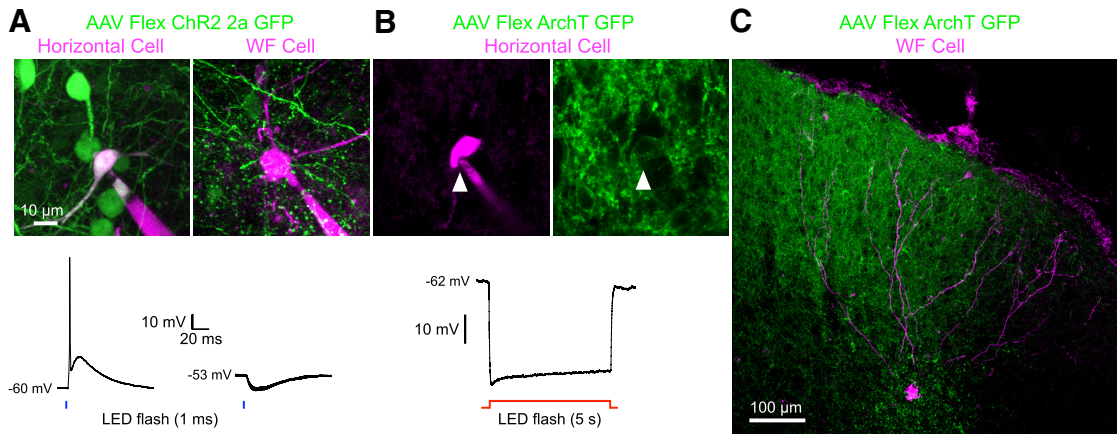 A
AAV Flex ChR2 2a GFP
Horizontal Cell
WF Cell
10 µm
10 mV
20 ms
-60 mV
-53 mV
LED flash (1 ms)
B
AAV Flex ArchT GFP
Horizontal Cell
-62 mV
10 mV
LED flash (5 s)
C
AAV Flex ArchT GFP
WF Cell
100 µm